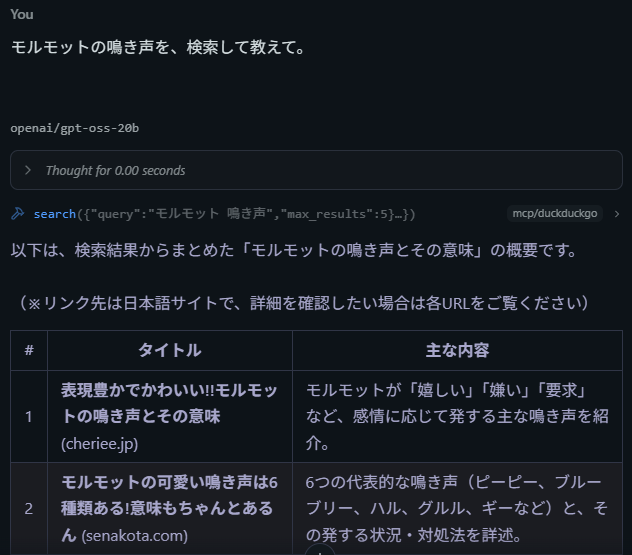 You
モルモットの鳴き声を、検索して教えて。
openai/gpt-oss-20b
Thought for 0.00 seconds
search({"query":"モルモット 鳴き声","max_results":5}…})
mcp/duckduckgo
以下は、検索結果からまとめた「モルモットの鳴き声とその意味」の概要です。
（※リンク先は日本語サイトで、詳細を確認したい場合は各URLをご覧ください）
# タイトル 主な内容
1
表現豊かでかわいい!!モルモッ
トの鳴き声とその意味
(cheriee.jp)
モルモットが「嬉しい」「嫌い」「要求」
など、感情に応じて発する主な鳴き声を紹
介。
2
モルモットの可愛い鳴き声は6
種類ある!意味もちゃんとある
ん (senakota.com)
6つの代表的な鳴き声（ピーピー、ブルー
ブリー、ハル、グルル、ギーなど）と、そ
の発する状況・対処法を詳述。